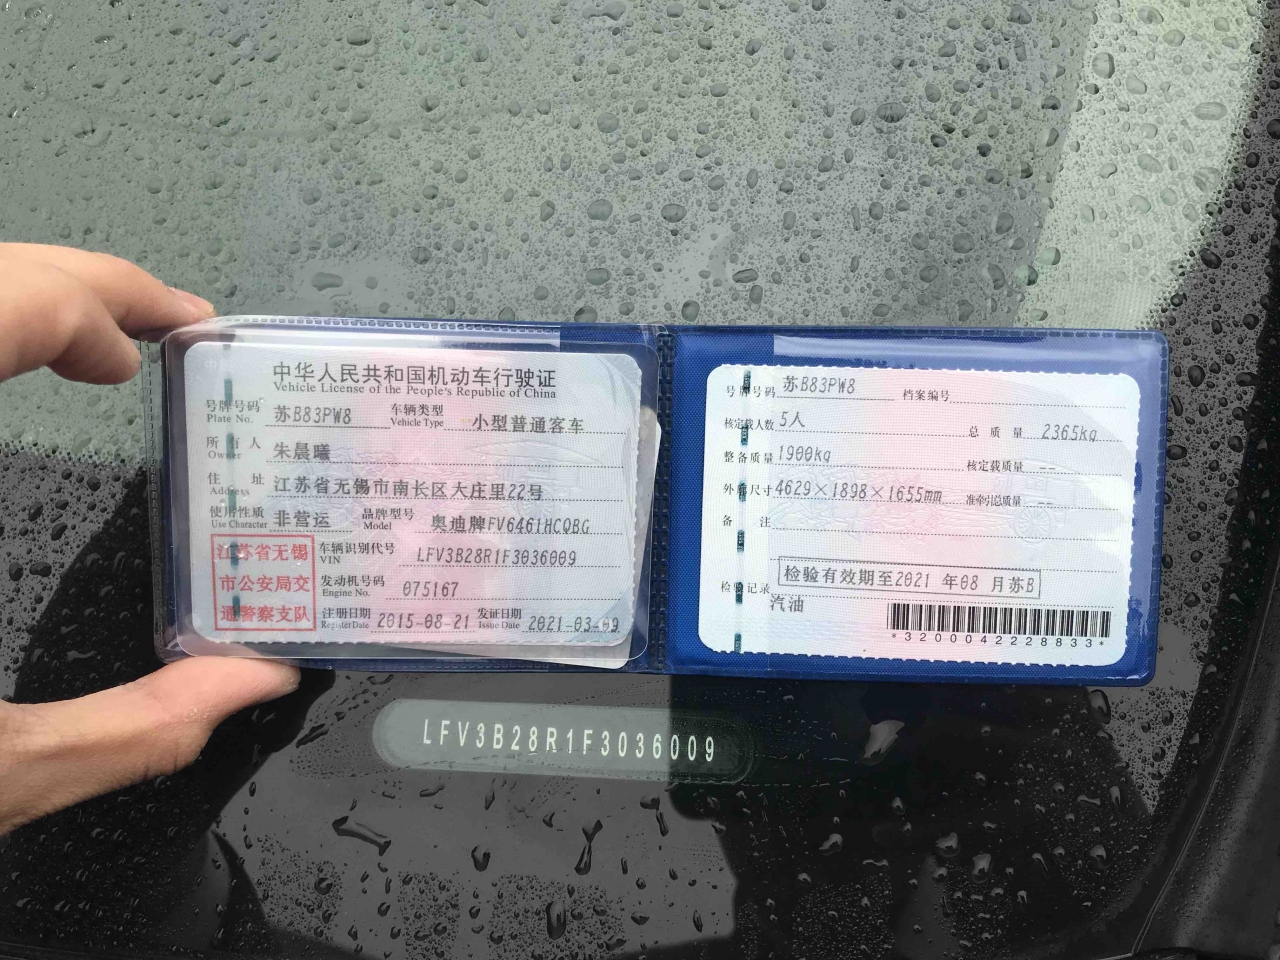 中华人民共和国机动车行驶证
Vehicle License of the People's Republic of China
号牌号码 苏B83PW8 车辆类型 小型普通客车
Plate No. Vehicle Type
所有人 朱晨曦
Owner
住址 江苏省无锡市南长区大庄里22号
Address
使用性质 非营运 品牌型号 奥迪牌FV6461HCQBG
Use Character Model
江苏省无锡市公安局交通警察支队
车辆识别代号 LFV3B28R1F3036009
VIN
发动机号码 075167
Engine No.
注册日期 2015-08-21 发证日期 2021-03-09
Register Date Issue Date
号牌号码 苏B83PW8 档案编号
核定载人数 5人 总质量 2365kg
整备质量 1900kg 核定载质量 --
外廓尺寸 4629×1898×1655mm 准牵引总质量 --
备注
检验记录 检验有效期至2021年08月苏B
汽油
*3200042228833*
LFV3B28R1F3036009